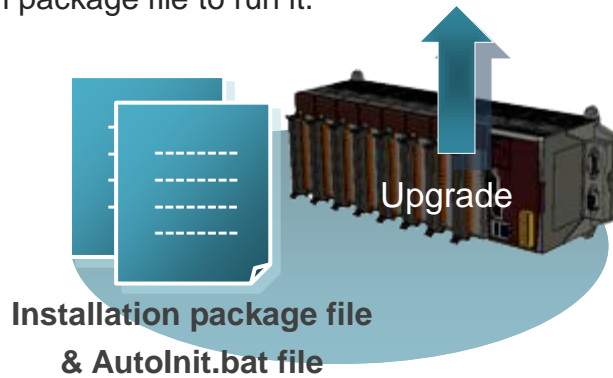 package file to run it.
Upgrade
Installation package file
& AutoInit.bat file